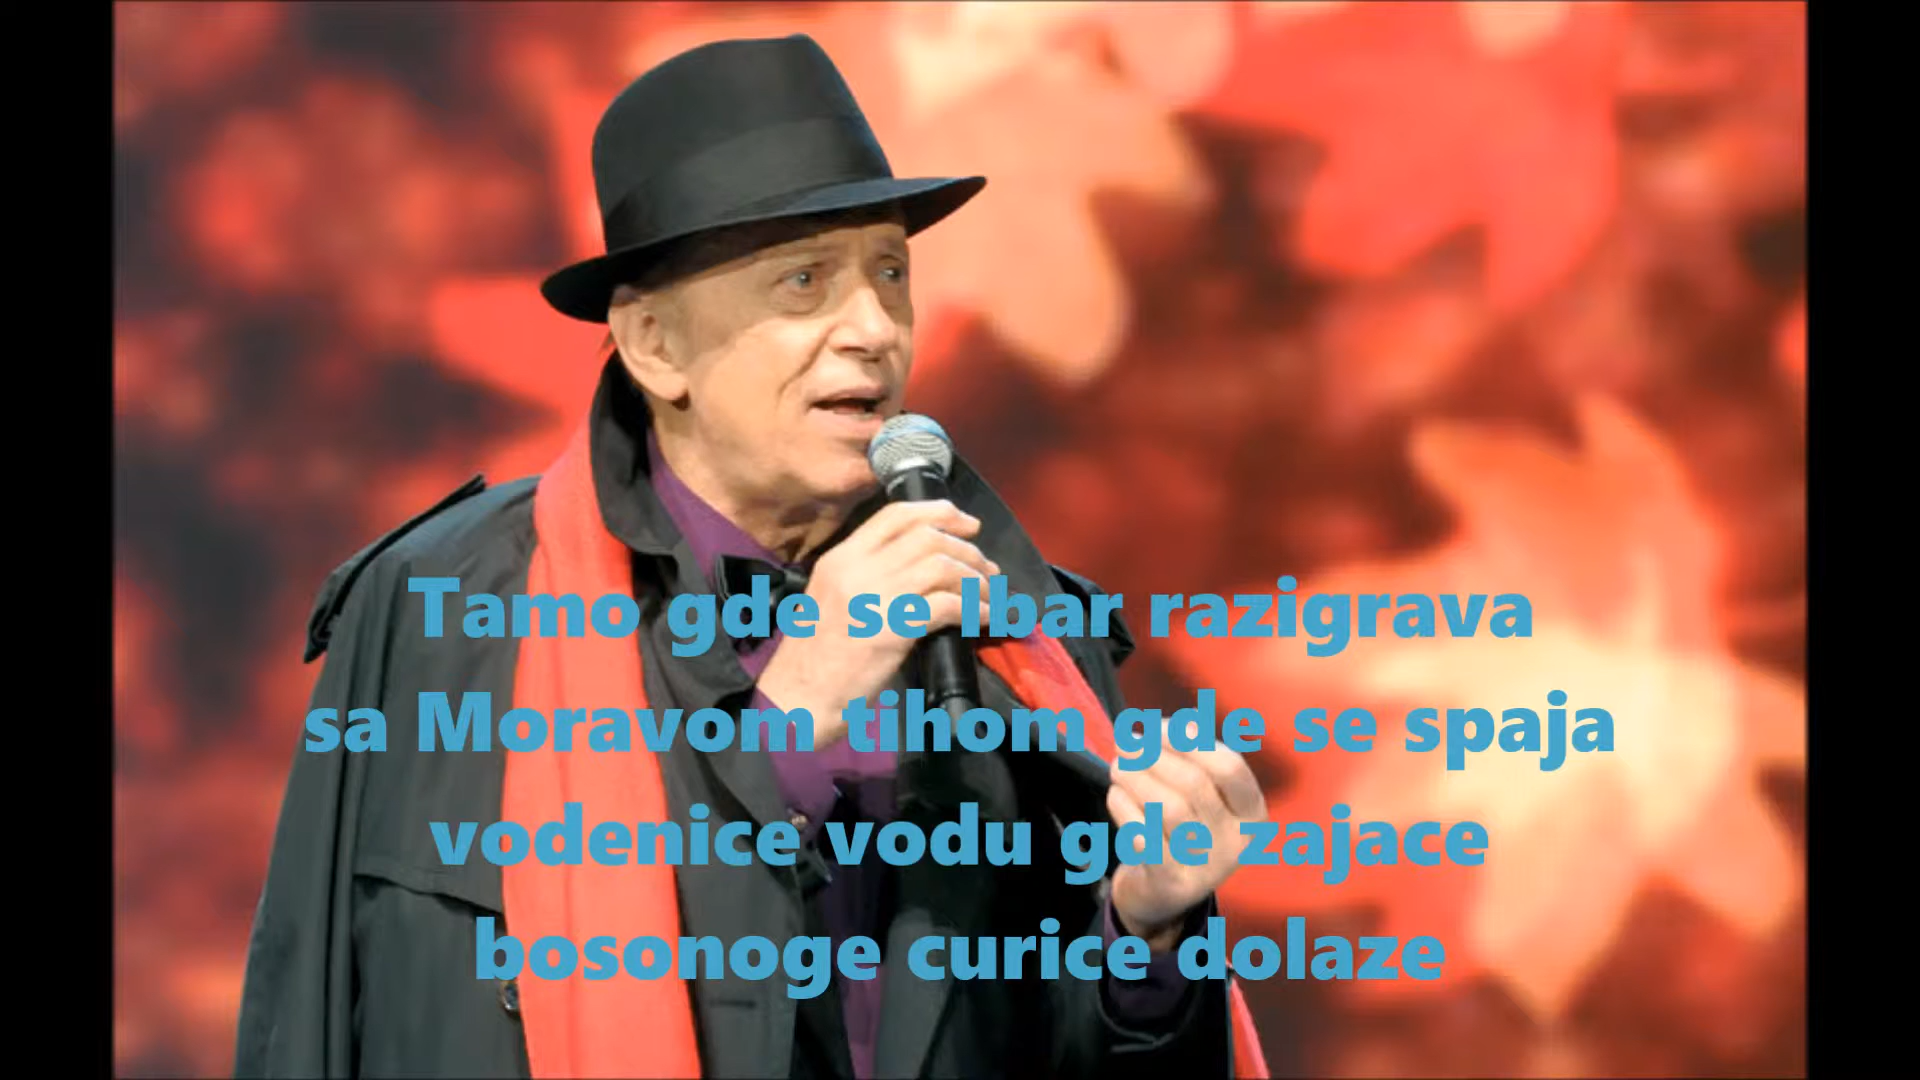 Tamo gde se Ibar razigrava
sa Moravom tihom gde se spaja
vodenice vodu gde zajace
bosonoge curice dolaze